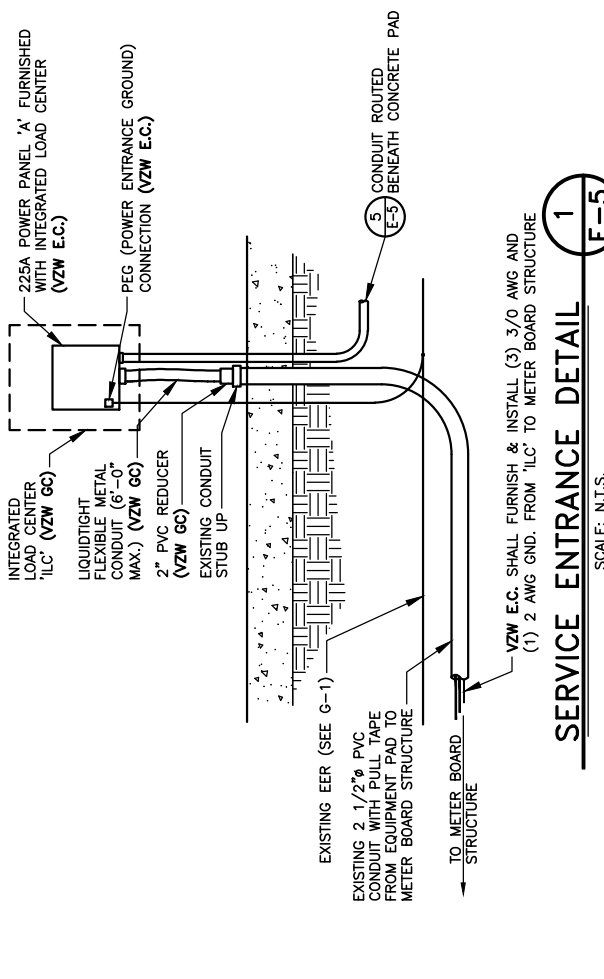 225A POWER PANEL 'A' FURNISHED
WITH INTEGRATED LOAD CENTER
(VZW E.C.)
PEG (POWER ENTRANCE GROUND)
CONNECTION (VZW E.C.)
INTEGRATED
LOAD CENTER
'ILC' (VZW GC)
LIQUIDTIGHT
FLEXIBLE METAL
CONDUIT (6'-0"
MAX.) (VZW GC)
2" PVC REDUCER
(VZW GC)
EXISTING CONDUIT
STUB UP
5
E-5
CONDUIT ROUTED
BENEATH CONCRETE PAD
EXISTING EER (SEE G-1)
EXISTING 2 1/2"ø PVC
CONDUIT WITH PULL TAPE
FROM EQUIPMENT PAD TO
METER BOARD STRUCTURE
TO METER BOARD
STRUCTURE
VZW E.C. SHALL FURNISH & INSTALL (3) 3/0 AWG AND
(1) 2 AWG GND. FROM 'ILC' TO METER BOARD STRUCTURE
SERVICE ENTRANCE DETAIL
SCALE: N.T.S.
1
E-5